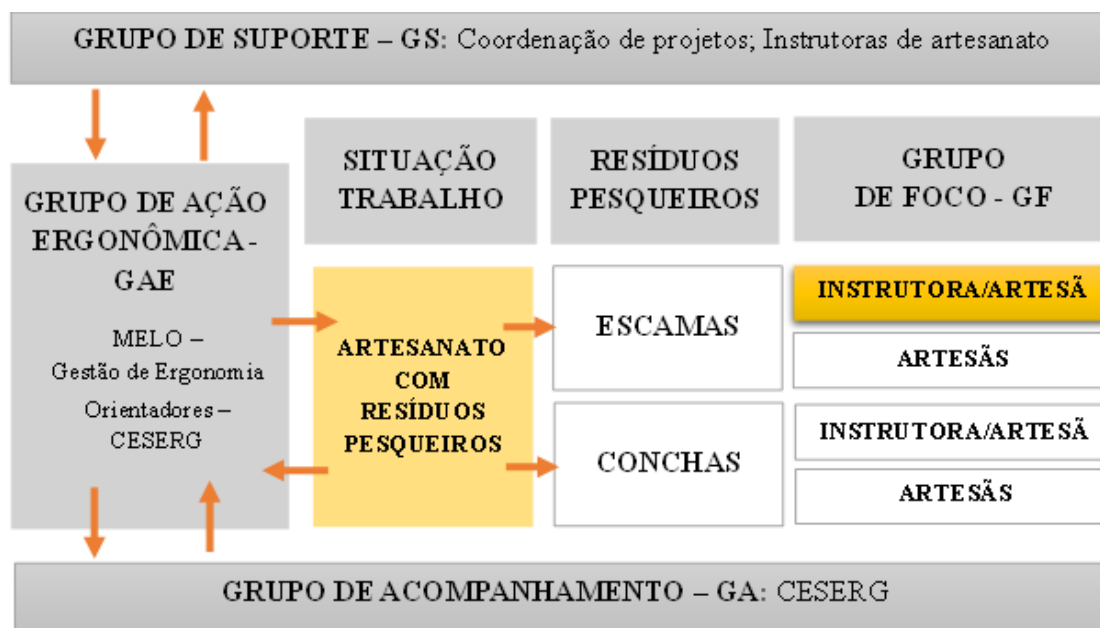 GRUPO DE SUPORTE – GS: Coordenação de projetos; Instrutoras de artesanato
GRUPO DE AÇÃO
ERGONÔMICA-
GAE
MELO –
Gestão de Ergonomia
Orientadores –
CESERG
SITUAÇÃO
TRABALHO
ARTESANATO
COM
RESÍDUOS
PESQUEIROS
RESÍDUOS
PESQUEIROS
ESCAMAS
CONCHAS
GRUPO
DE FOCO - GF
INSTRUTORA/ARTESÃ
ARTESÃS
INSTRUTORA/ARTESÃ
ARTESÃS
GRUPO DE ACOMPANHAMENTO – GA: CESERG